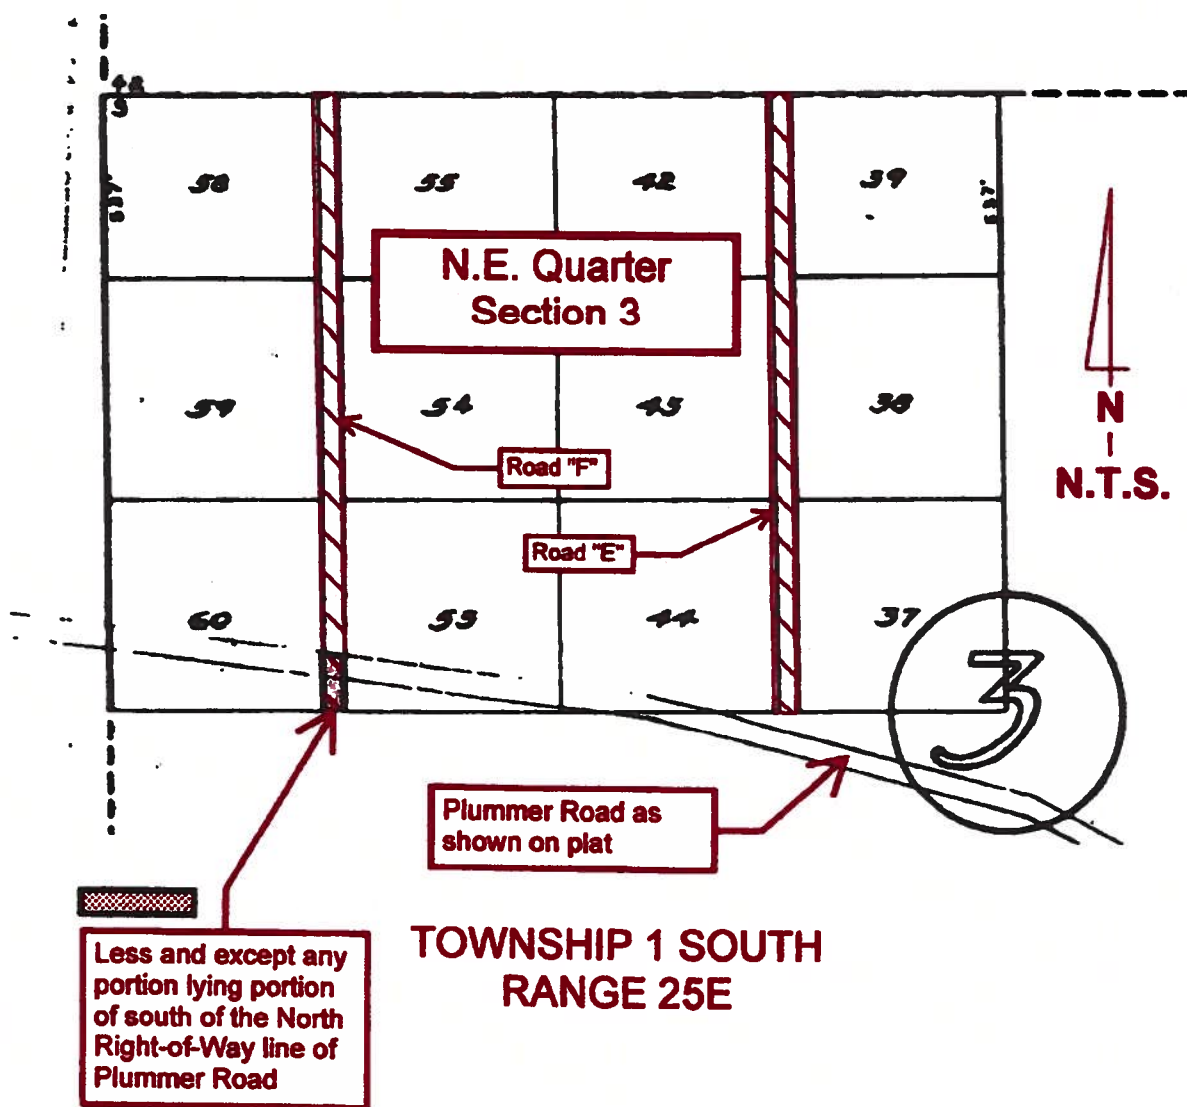 58
55
42
39
537'
537'
N.E. Quarter
Section 3
59
54
45
38
N
N.T.S.
Road "F"
Road "E"
60
53
44
37
3
Plummer Road as
shown on plat
Less and except any
portion lying portion
of south of the North
Right-of-Way line of
Plummer Road
TOWNSHIP 1 SOUTH
RANGE 25E